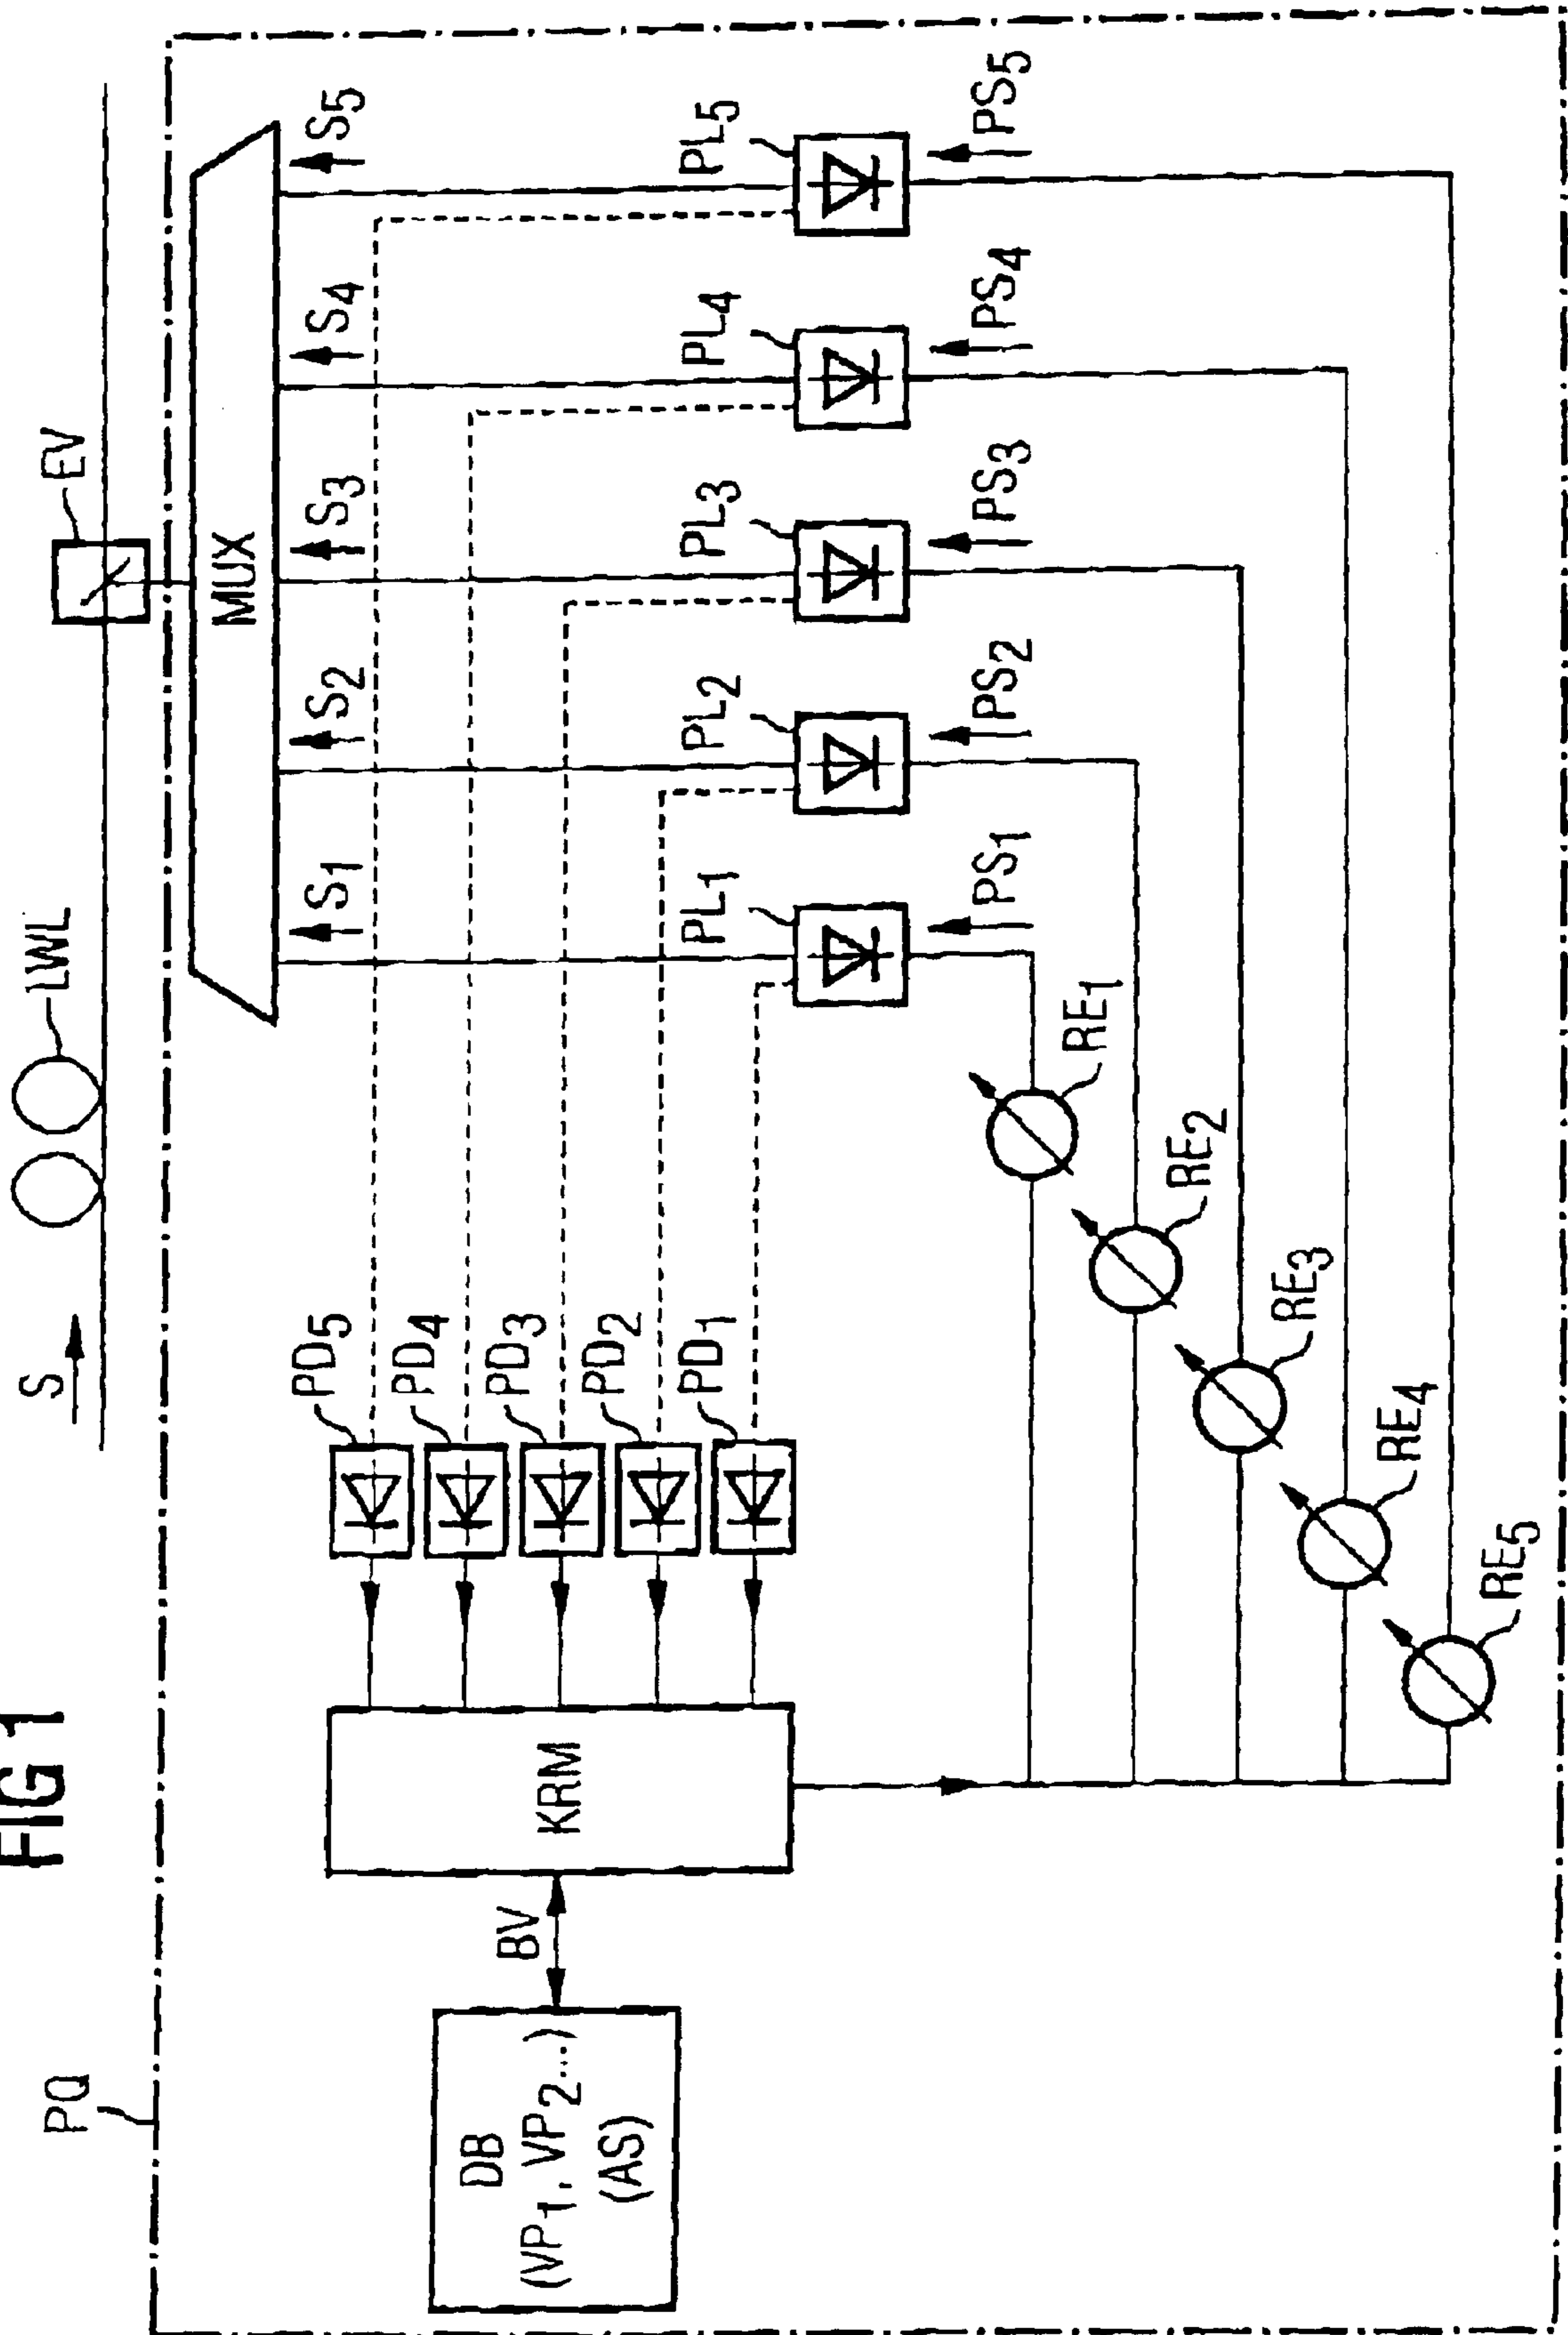 FIG 1
S
LWL
EV
PQ
MUX
S1
S2
S3
S4
S5
PD5
PD4
PD3
PD2
PD1
PL1
PL2
PL3
PL4
PL5
PS1
PS2
PS3
PS4
PS5
DB
(VP1, VP2...)
(AS)
BV
KRM
RE1
RE2
RE3
RE4
RE5